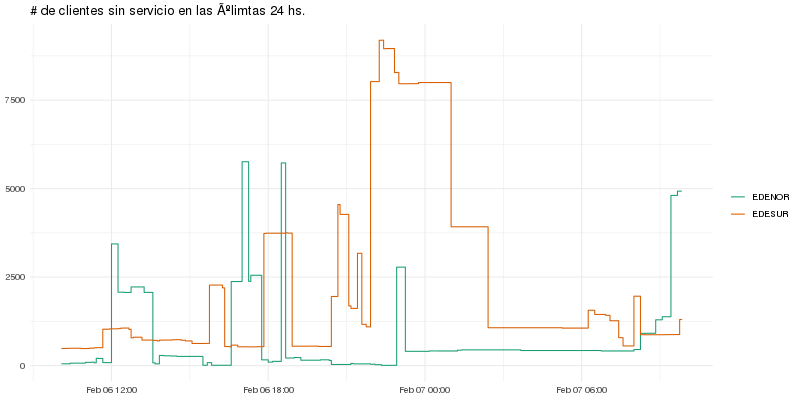 # de clientes sin servicio en las Ãºlimtas 24 hs.
7500
5000
2500
0
Feb 06 12:00
Feb 06 18:00
Feb 07 00:00
Feb 07 06:00
EDENOR
EDESUR